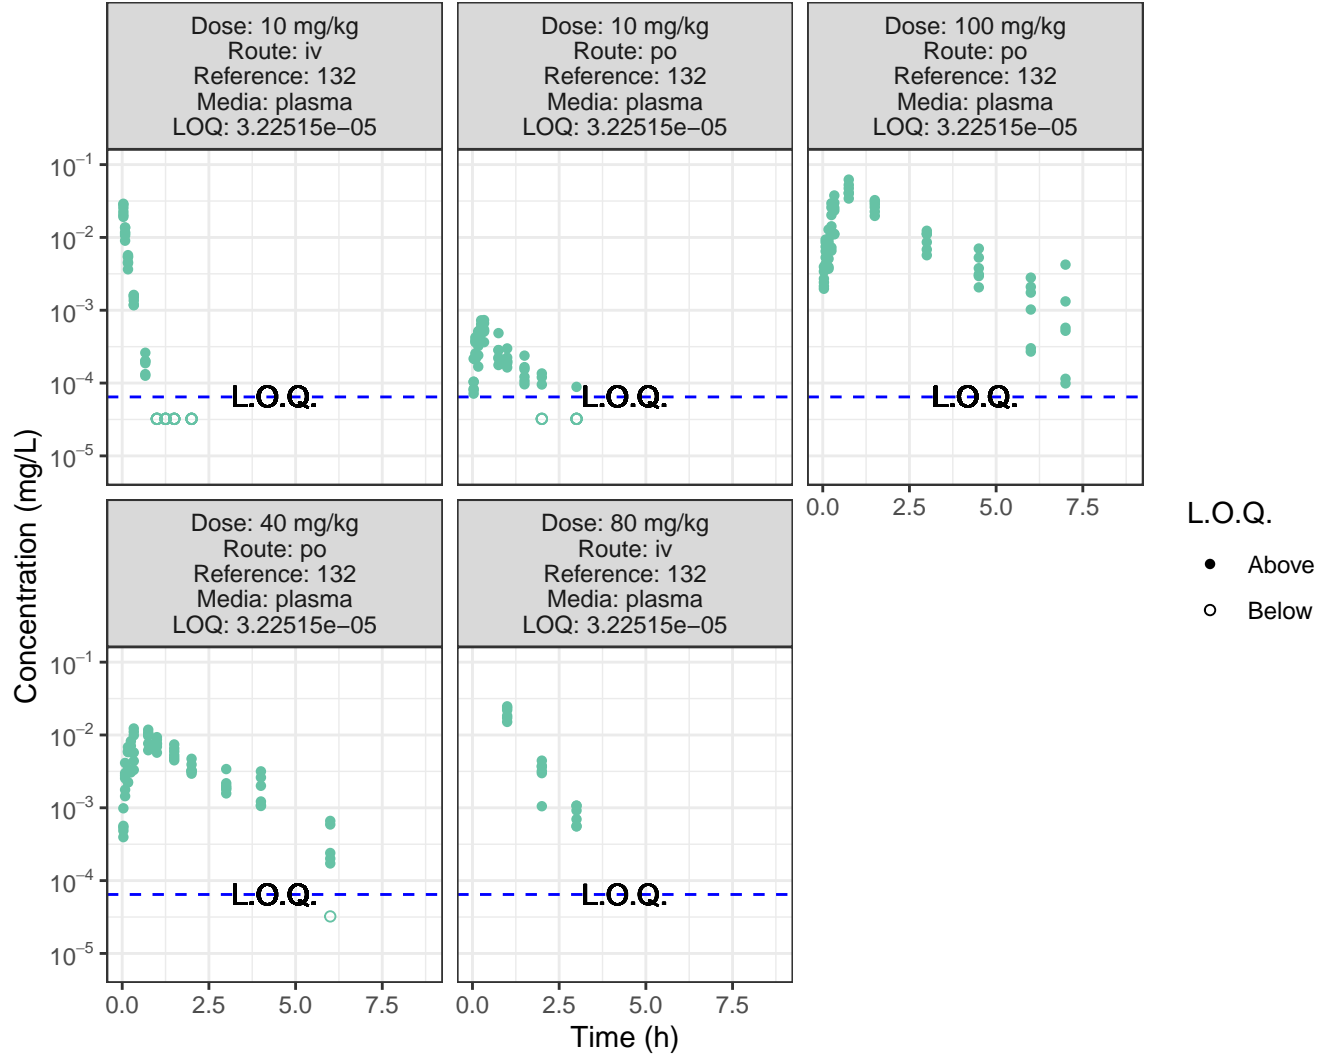 Dose: 10 mg/kg
Route: iv
Reference: 132
Media: plasma
LOQ: 3.22515e−05
Dose: 10 mg/kg
Route: po
Reference: 132
Media: plasma
LOQ: 3.22515e−05
Dose: 100 mg/kg
Route: po
Reference: 132
Media: plasma
LOQ: 3.22515e−05
10⁻¹
10⁻²
10⁻³
10⁻⁴
10⁻⁵
L.O.Q.
L.O.Q.
L.O.Q.
0.0 2.5 5.0 7.5
Dose: 40 mg/kg
Route: po
Reference: 132
Media: plasma
LOQ: 3.22515e−05
Dose: 80 mg/kg
Route: iv
Reference: 132
Media: plasma
LOQ: 3.22515e−05
10⁻¹
10⁻²
10⁻³
10⁻⁴
10⁻⁵
L.O.Q.
L.O.Q.
0.0 2.5 5.0 7.5
0.0 2.5 5.0 7.5
Concentration (mg/L)
Time (h)
L.O.Q.
Above
Below